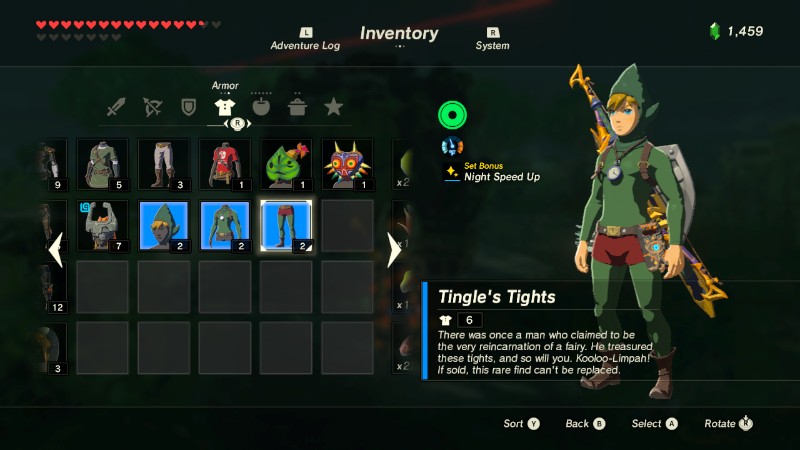 L
Inventory
R
1,459
Adventure Log
System
Armor
R
9
5
3
1
1
1
x2
Set Bonus
Night Speed Up
7
2
2
2
x1
12
x1
Tingle's Tights
6
There was once a man who claimed to be
the very reincarnation of a fairy. He treasured
these tights, and so will you. Kooloo-Limpah!
If sold, this rare find can't be replaced.
3
x2
Sort Y
Back B
Select A
Rotate R